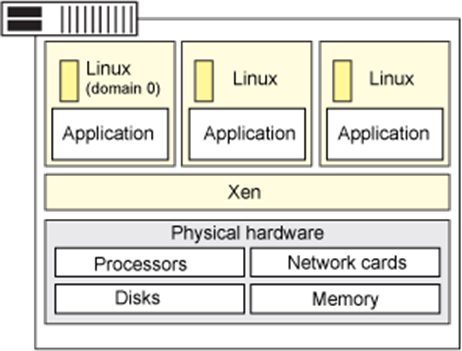 Linux
(domain 0)
Application
Linux
Application
Linux
Application
Xen
Physical hardware
Processors
Network cards
Disks
Memory